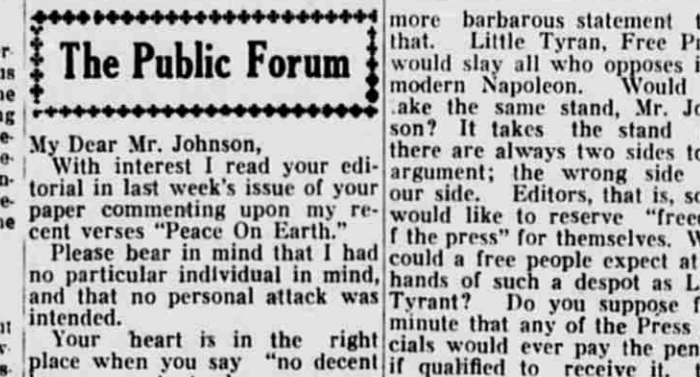 The Public Forum
My Dear Mr. Johnson,
With interest I read your edi-
torial in last week's issue of your
paper commenting upon my re-
cent verses "Peace On Earth."
Please bear in mind that I had
no particular individual in mind,
and that no personal attack was
intended.
Your heart is in the right
place when you say "no decent
more barbarous statement
that. Little Tyran, Free Pr
would slay all who opposes i
modern Napoleon. Would
ake the same stand, Mr. Jo
son? It takes the stand
there are always two sides to
argument; the wrong side
our side. Editors, that is, so
would like to reserve "free
f the press" for themselves. W
could a free people expect at
hands of such a despot as L
Tyrant? Do you suppose f
minute that any of the Press
cials would ever pay the pen
if qualified to receive it.